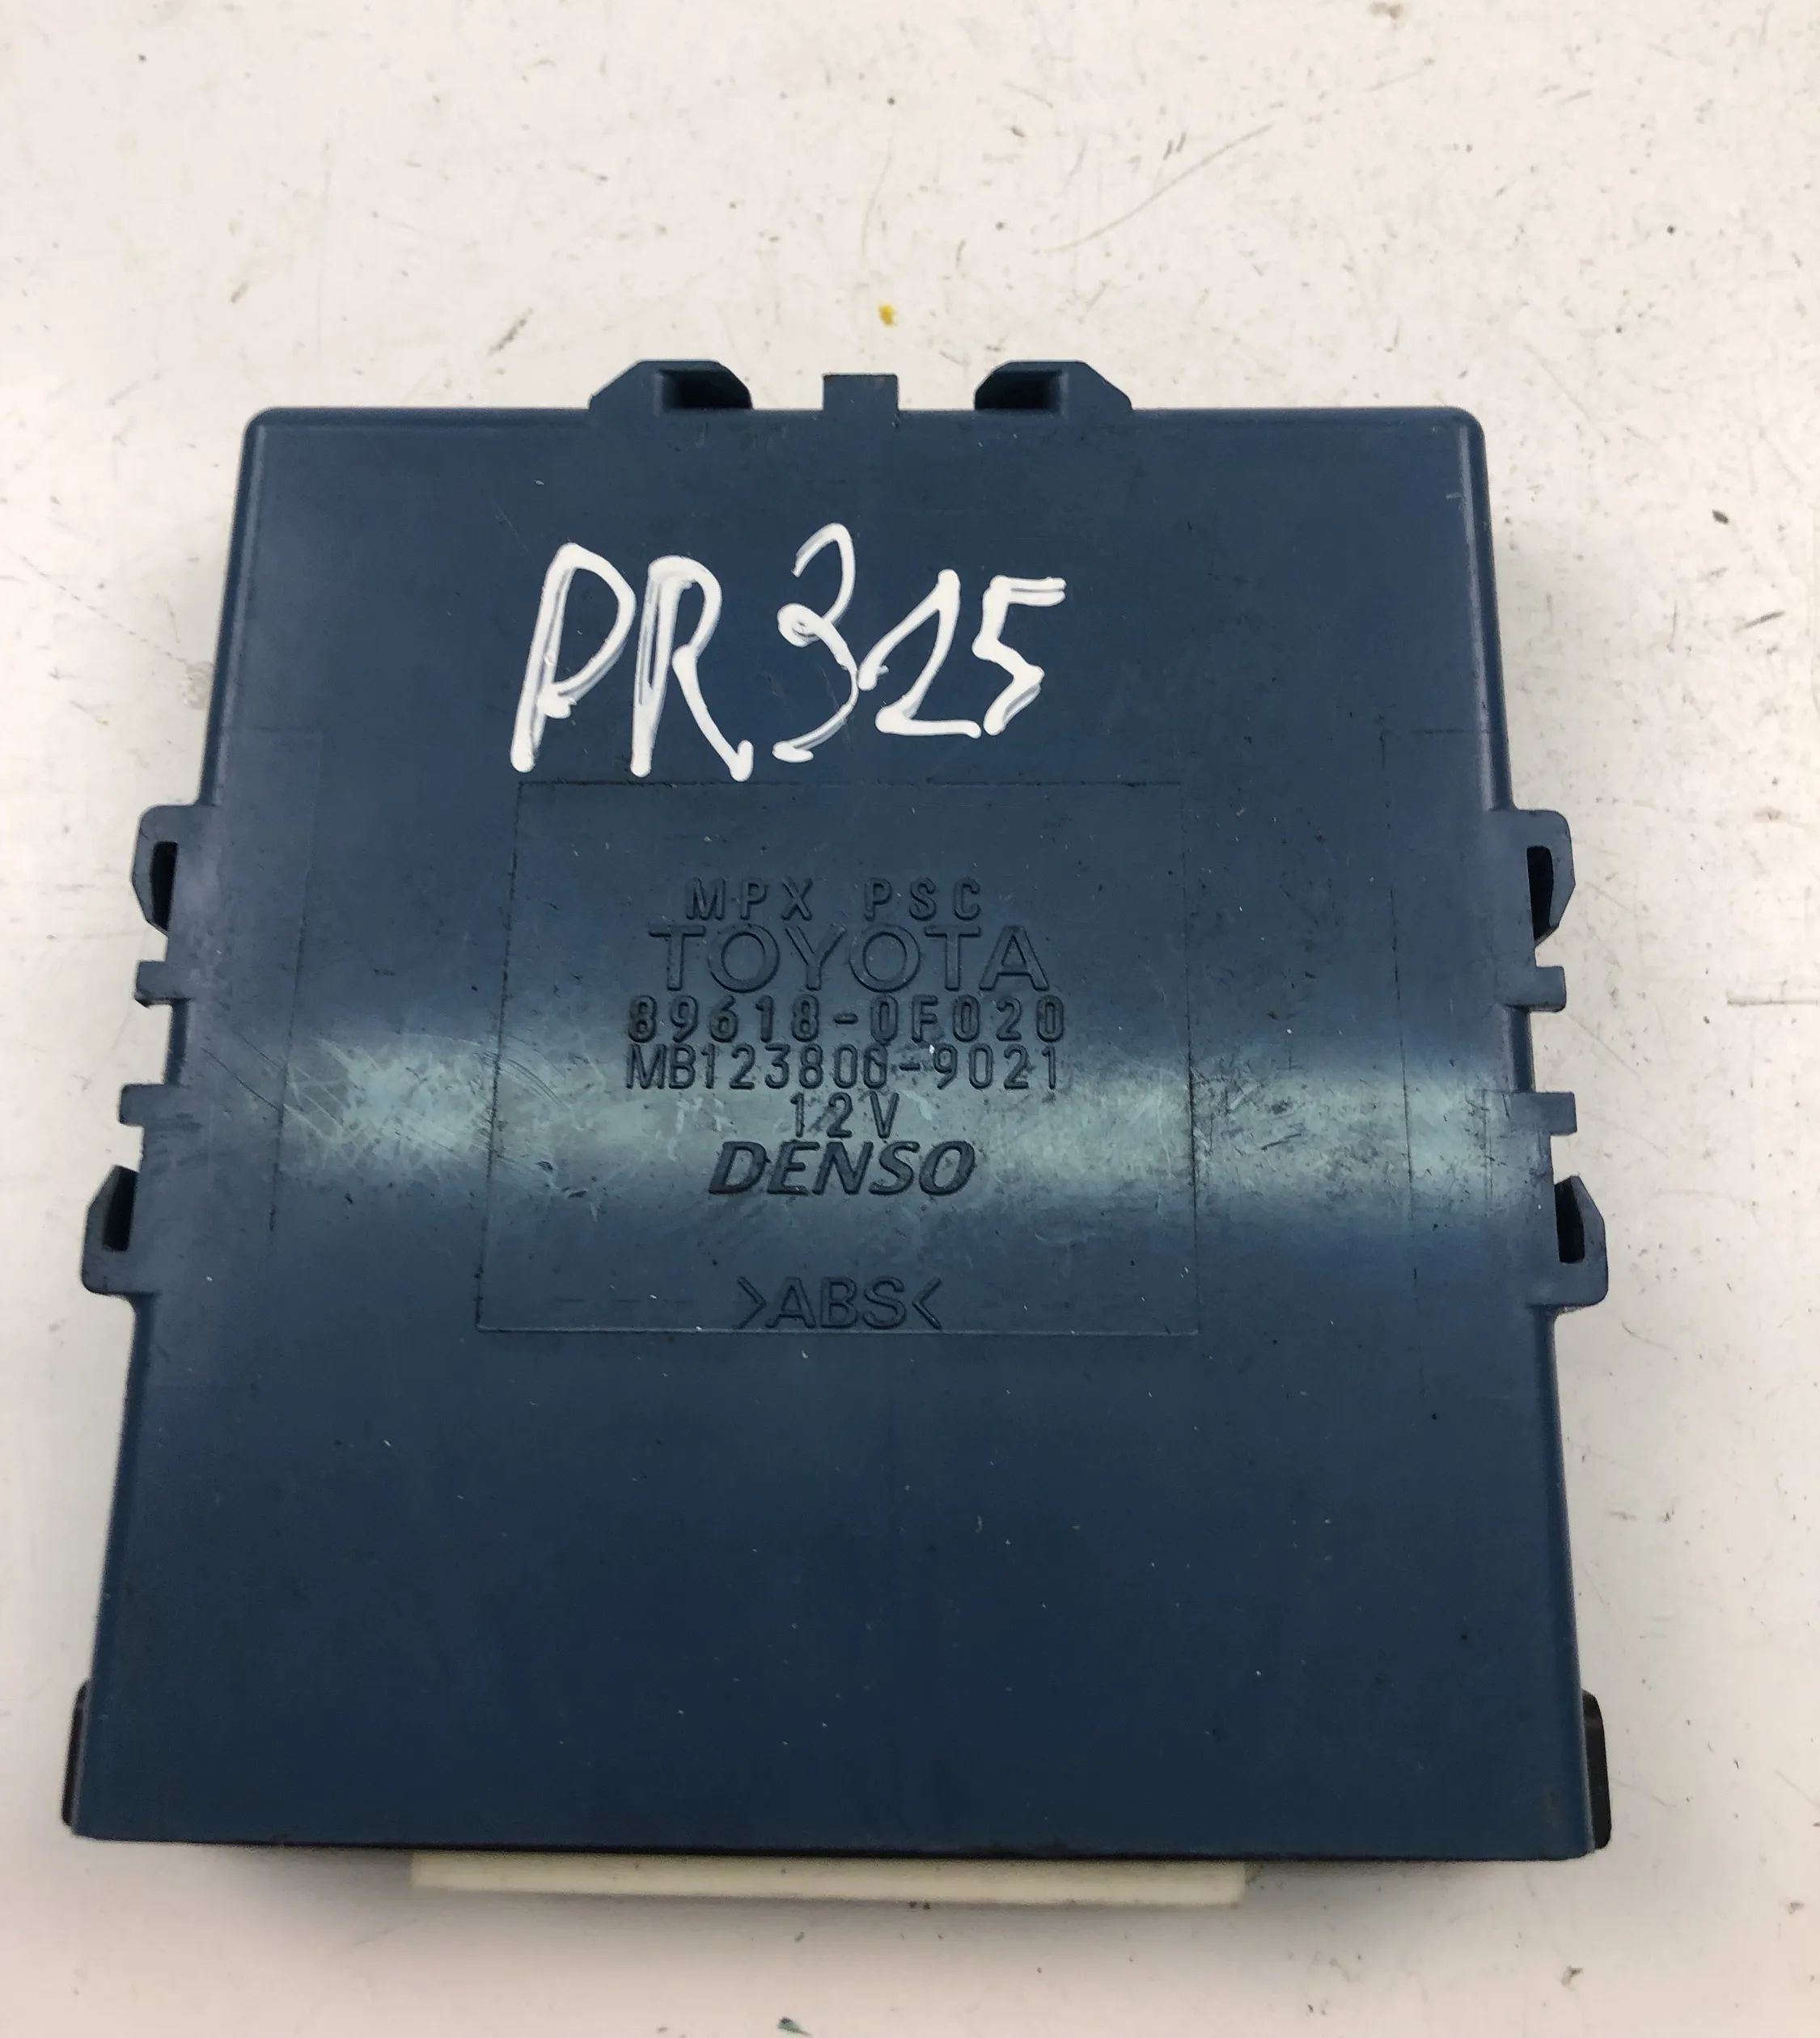 PR325
MPX PSC
TOYOTA
89618-0F020
MB123800-9021
12V
DENSO
>ABS<